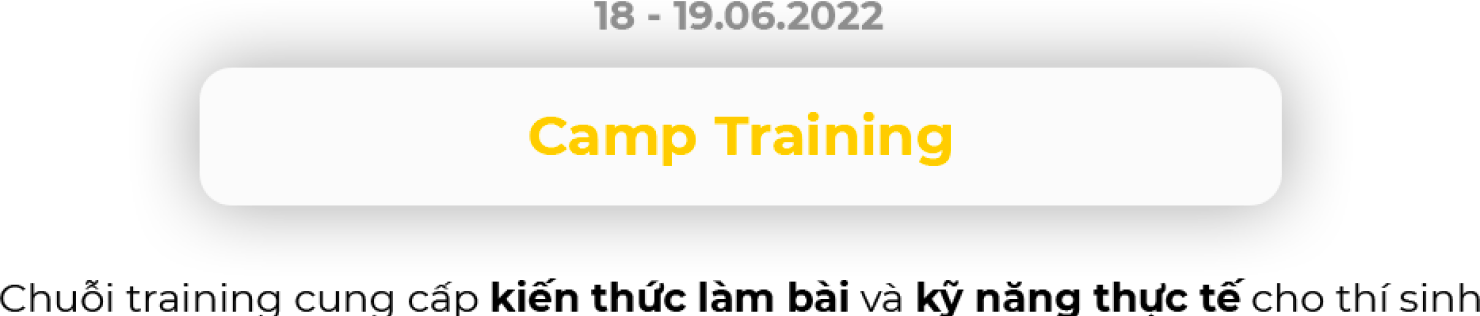 18 - 19.06.2022
Camp Training
Chuỗi training cung cấp kiến thức làm bài và kỹ năng thực tế cho thí sinh